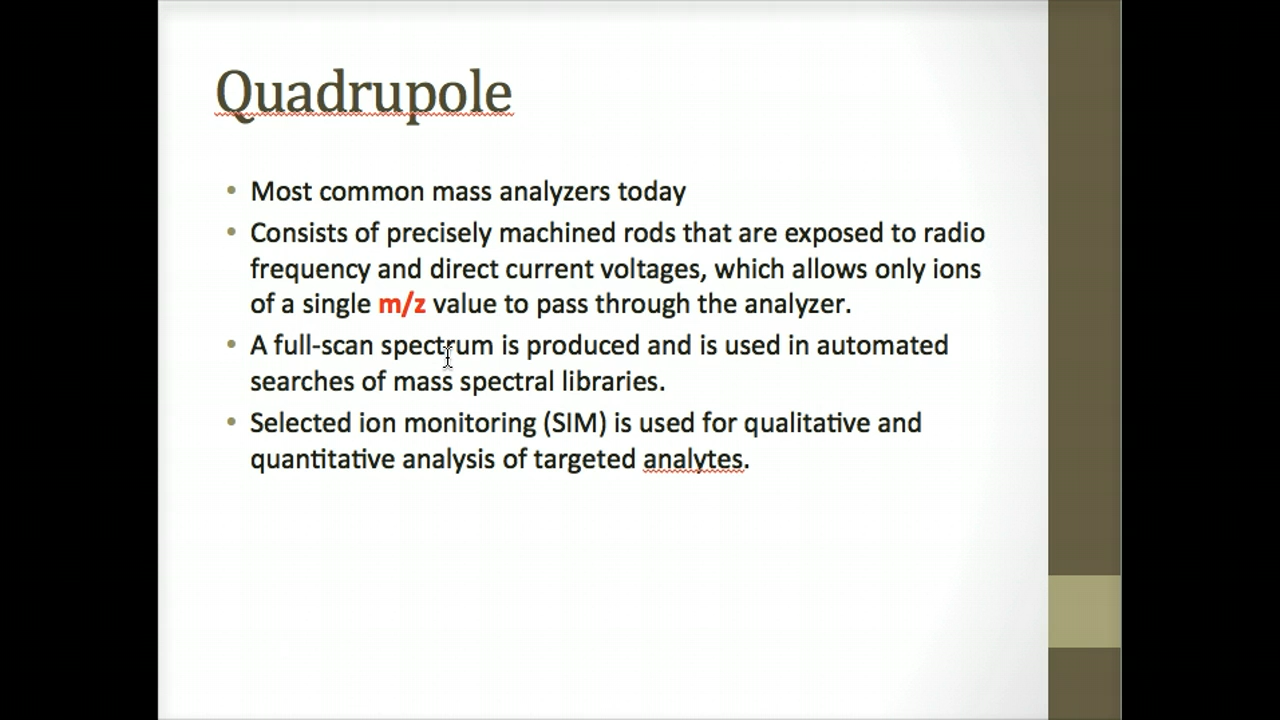 Quadrupole
• Most common mass analyzers today
• Consists of precisely machined rods that are exposed to radio
frequency and direct current voltages, which allows only ions
of a single m/z value to pass through the analyzer.
• A full-scan spectrum is produced and is used in automated
searches of mass spectral libraries.
• Selected ion monitoring (SIM) is used for qualitative and
quantitative analysis of targeted analytes.